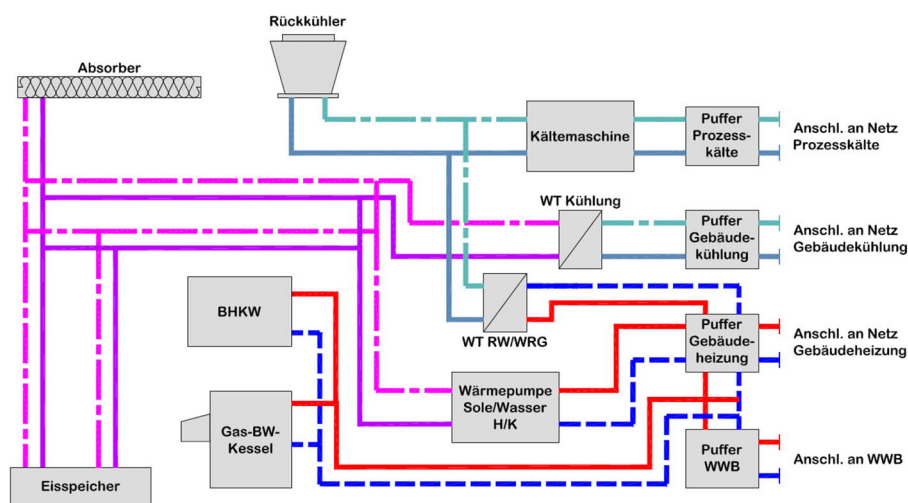 Rückkühler
Absorber
Kältemaschine
Puffer
Prozess-
kälte
Anschl. an Netz
Prozesskälte
WT Kühlung
Puffer
Gebäude-
kühlung
Anschl. an Netz
Gebäudekühlung
BHKW
WT RW/WRG
Puffer
Gebäude-
heizung
Anschl. an Netz
Gebäudeheizung
Wärmepumpe
Sole/Wasser
H/K
Gas-BW-
Kessel
Puffer
WWB
Anschl. an WWB
Eisspeicher